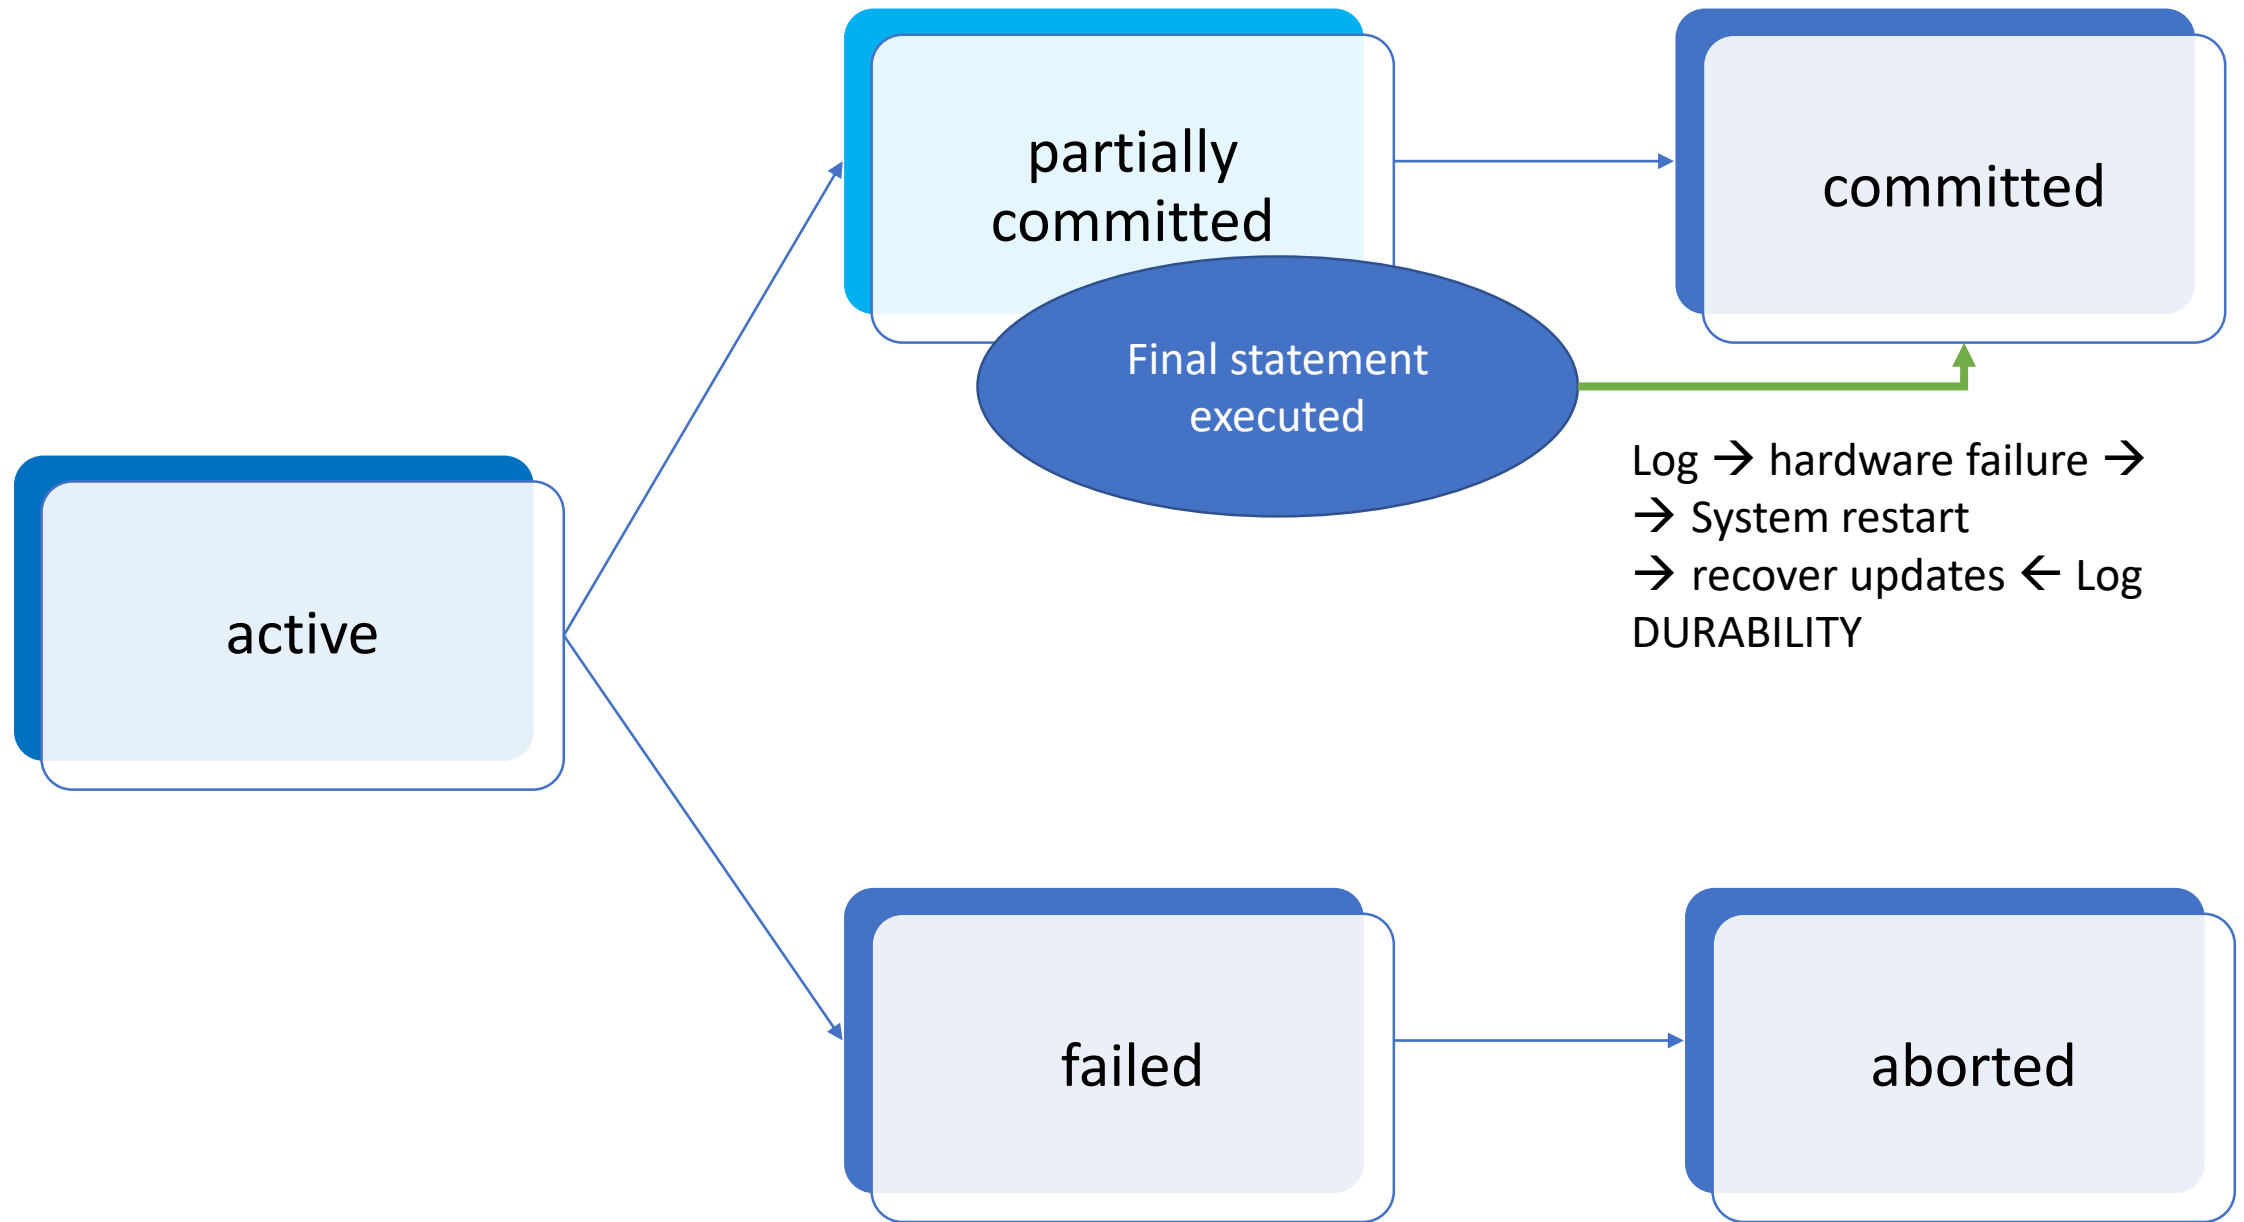 partially
committed
committed
Final statement
executed
Log → hardware failure →
→ System restart
→ recover updates ← Log
DURABILITY
active
failed
aborted